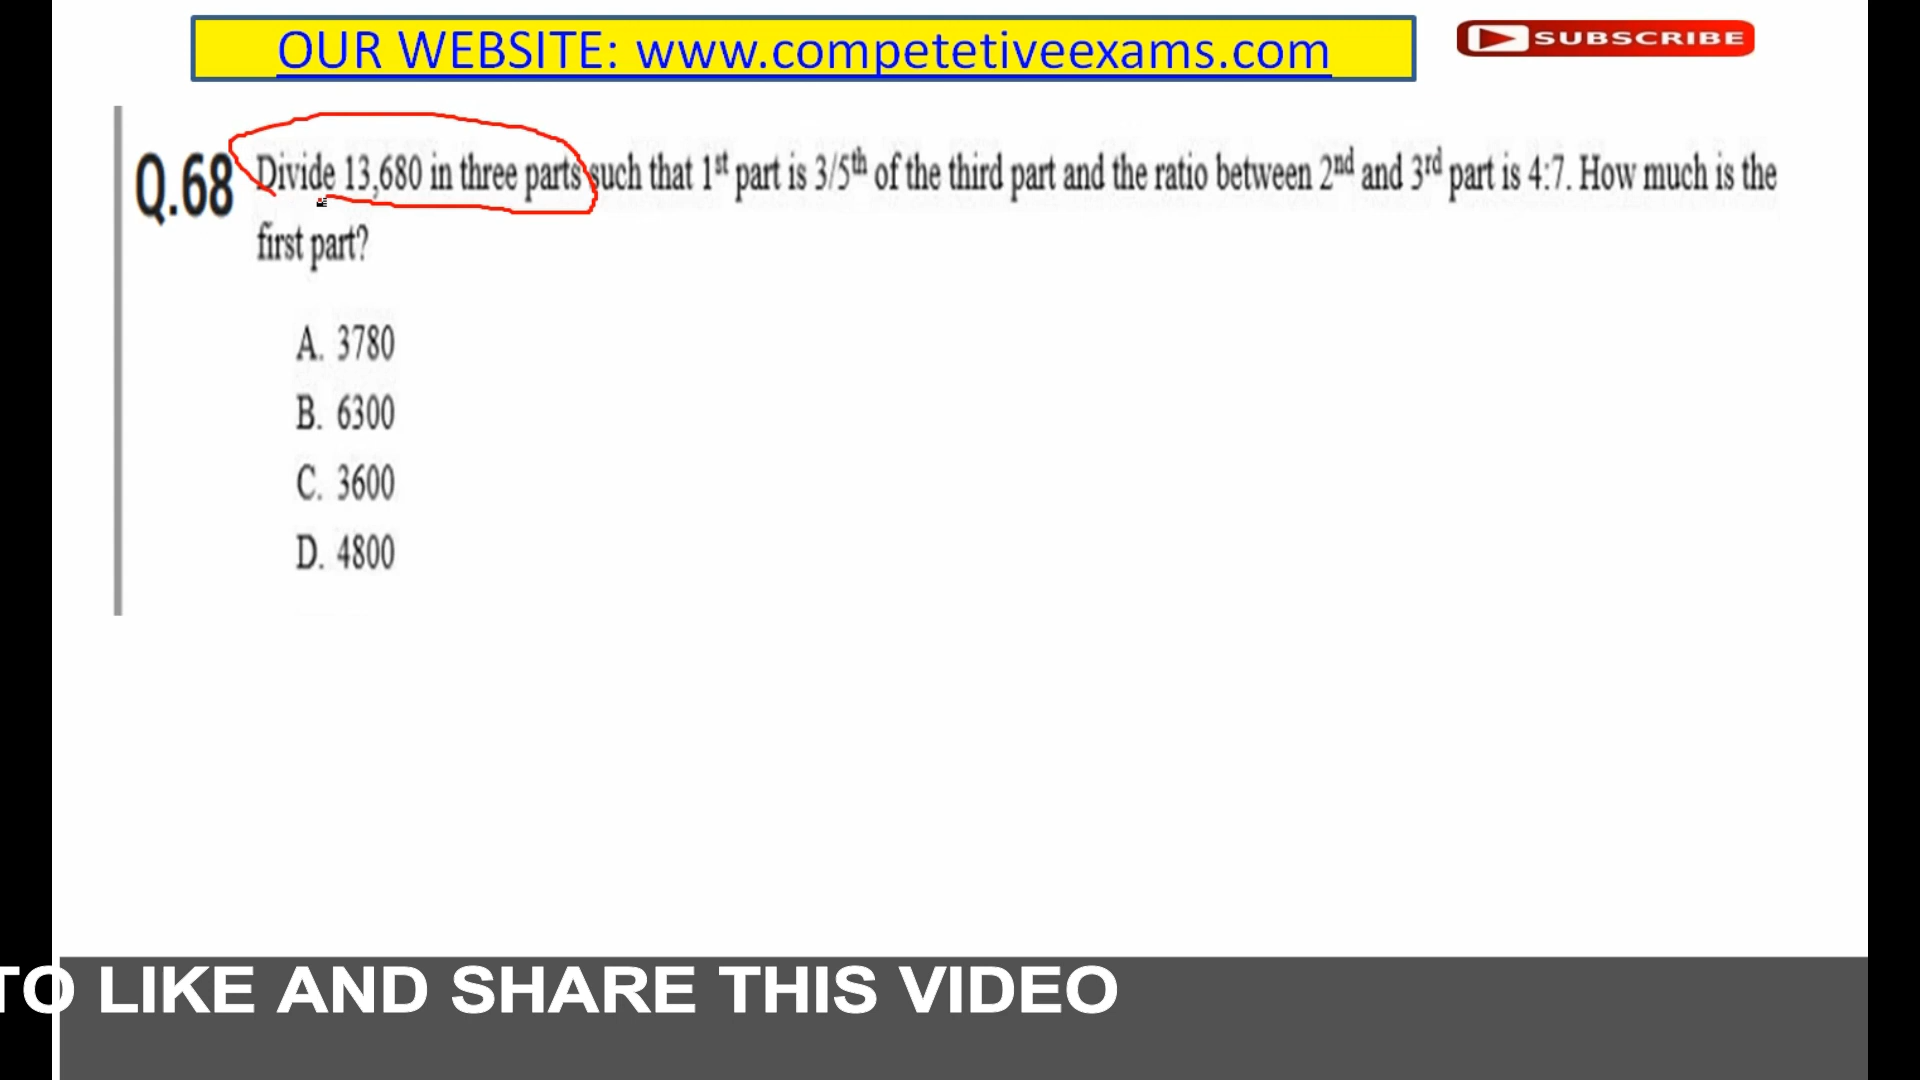 OUR WEBSITE: www.competetiveexams.com
SUBSCRIBE
Q.68 Divide 13,680 in three parts such that 1st part is 3/5th of the third part and the ratio between 2nd and 3rd part is 4:7. How much is the
first part?
A. 3780
B. 6300
C. 3600
D. 4800
TO LIKE AND SHARE THIS VIDEO